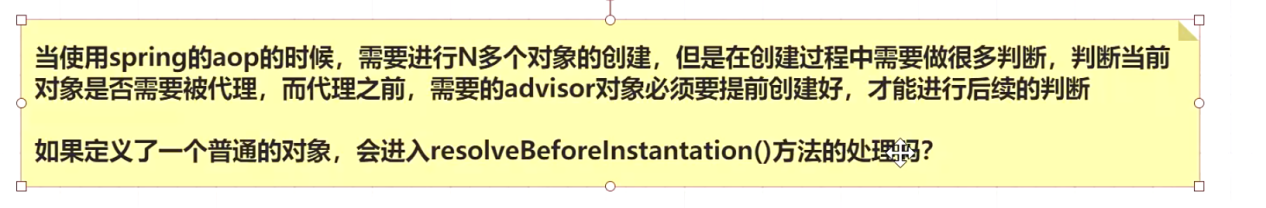 当使用spring的aop的时候，需要进行N多个对象的创建，但是在创建过程中需要做很多判断，判断当前
对象是否需要被代理，而代理之前，需要的advisor对象必须要提前创建好，才能进行后续的判断
如果定义了一个普通的对象，会进入resolveBeforeInstantation()方法的处理吗？